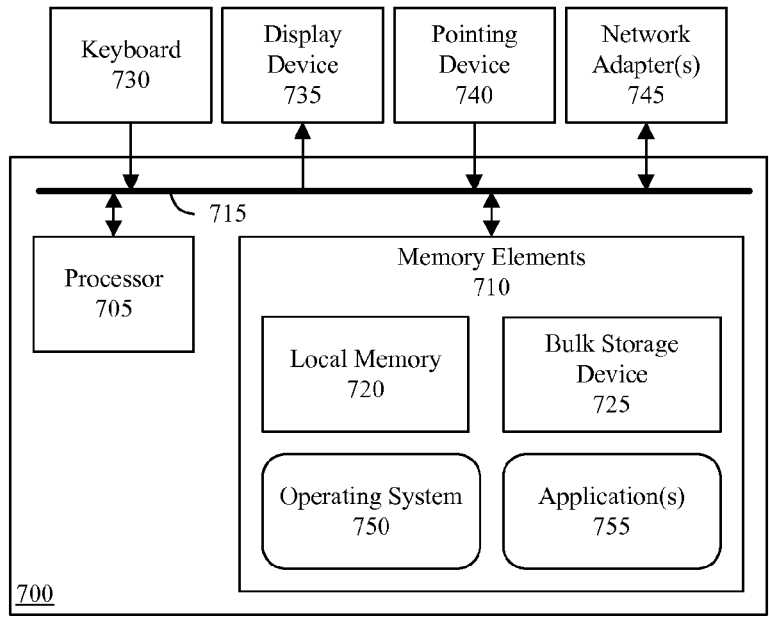 Keyboard
730
Display
Device
735
Pointing
Device
740
Network
Adapter(s)
745
715
Processor
705
Memory Elements
710
Local Memory
720
Bulk Storage
Device
725
Operating System
750
Application(s)
755
700